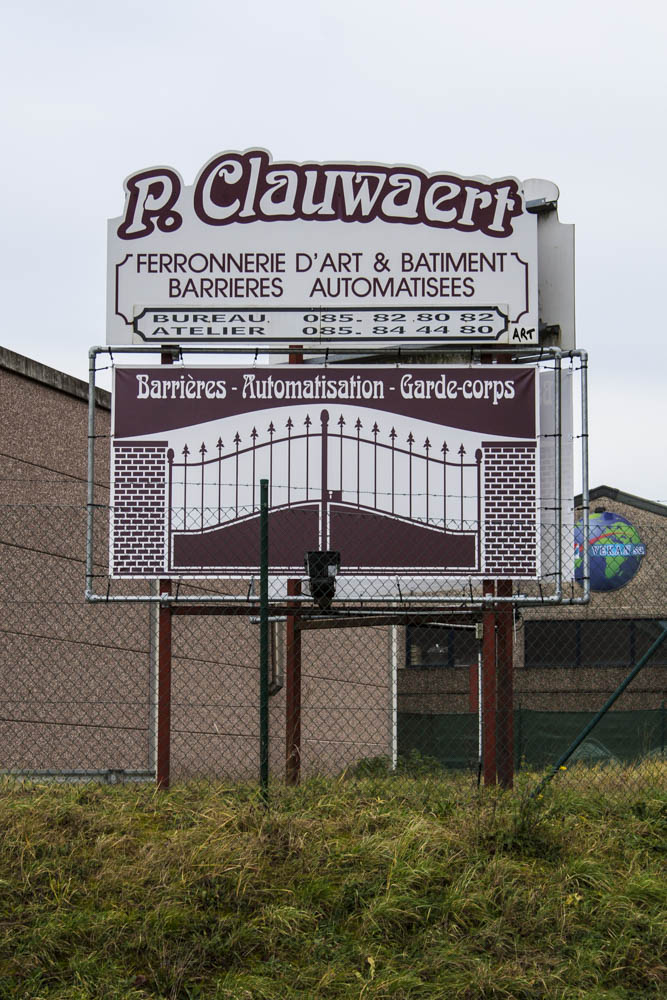 P. Clauwaert
FERRONNERIE D'ART & BATIMENT
BARRIERES AUTOMATISEES
BUREAU 085. 82 80 82
ATELIER 085. 84 44 80
ART
Barrières - Automatisation - Garde-corps